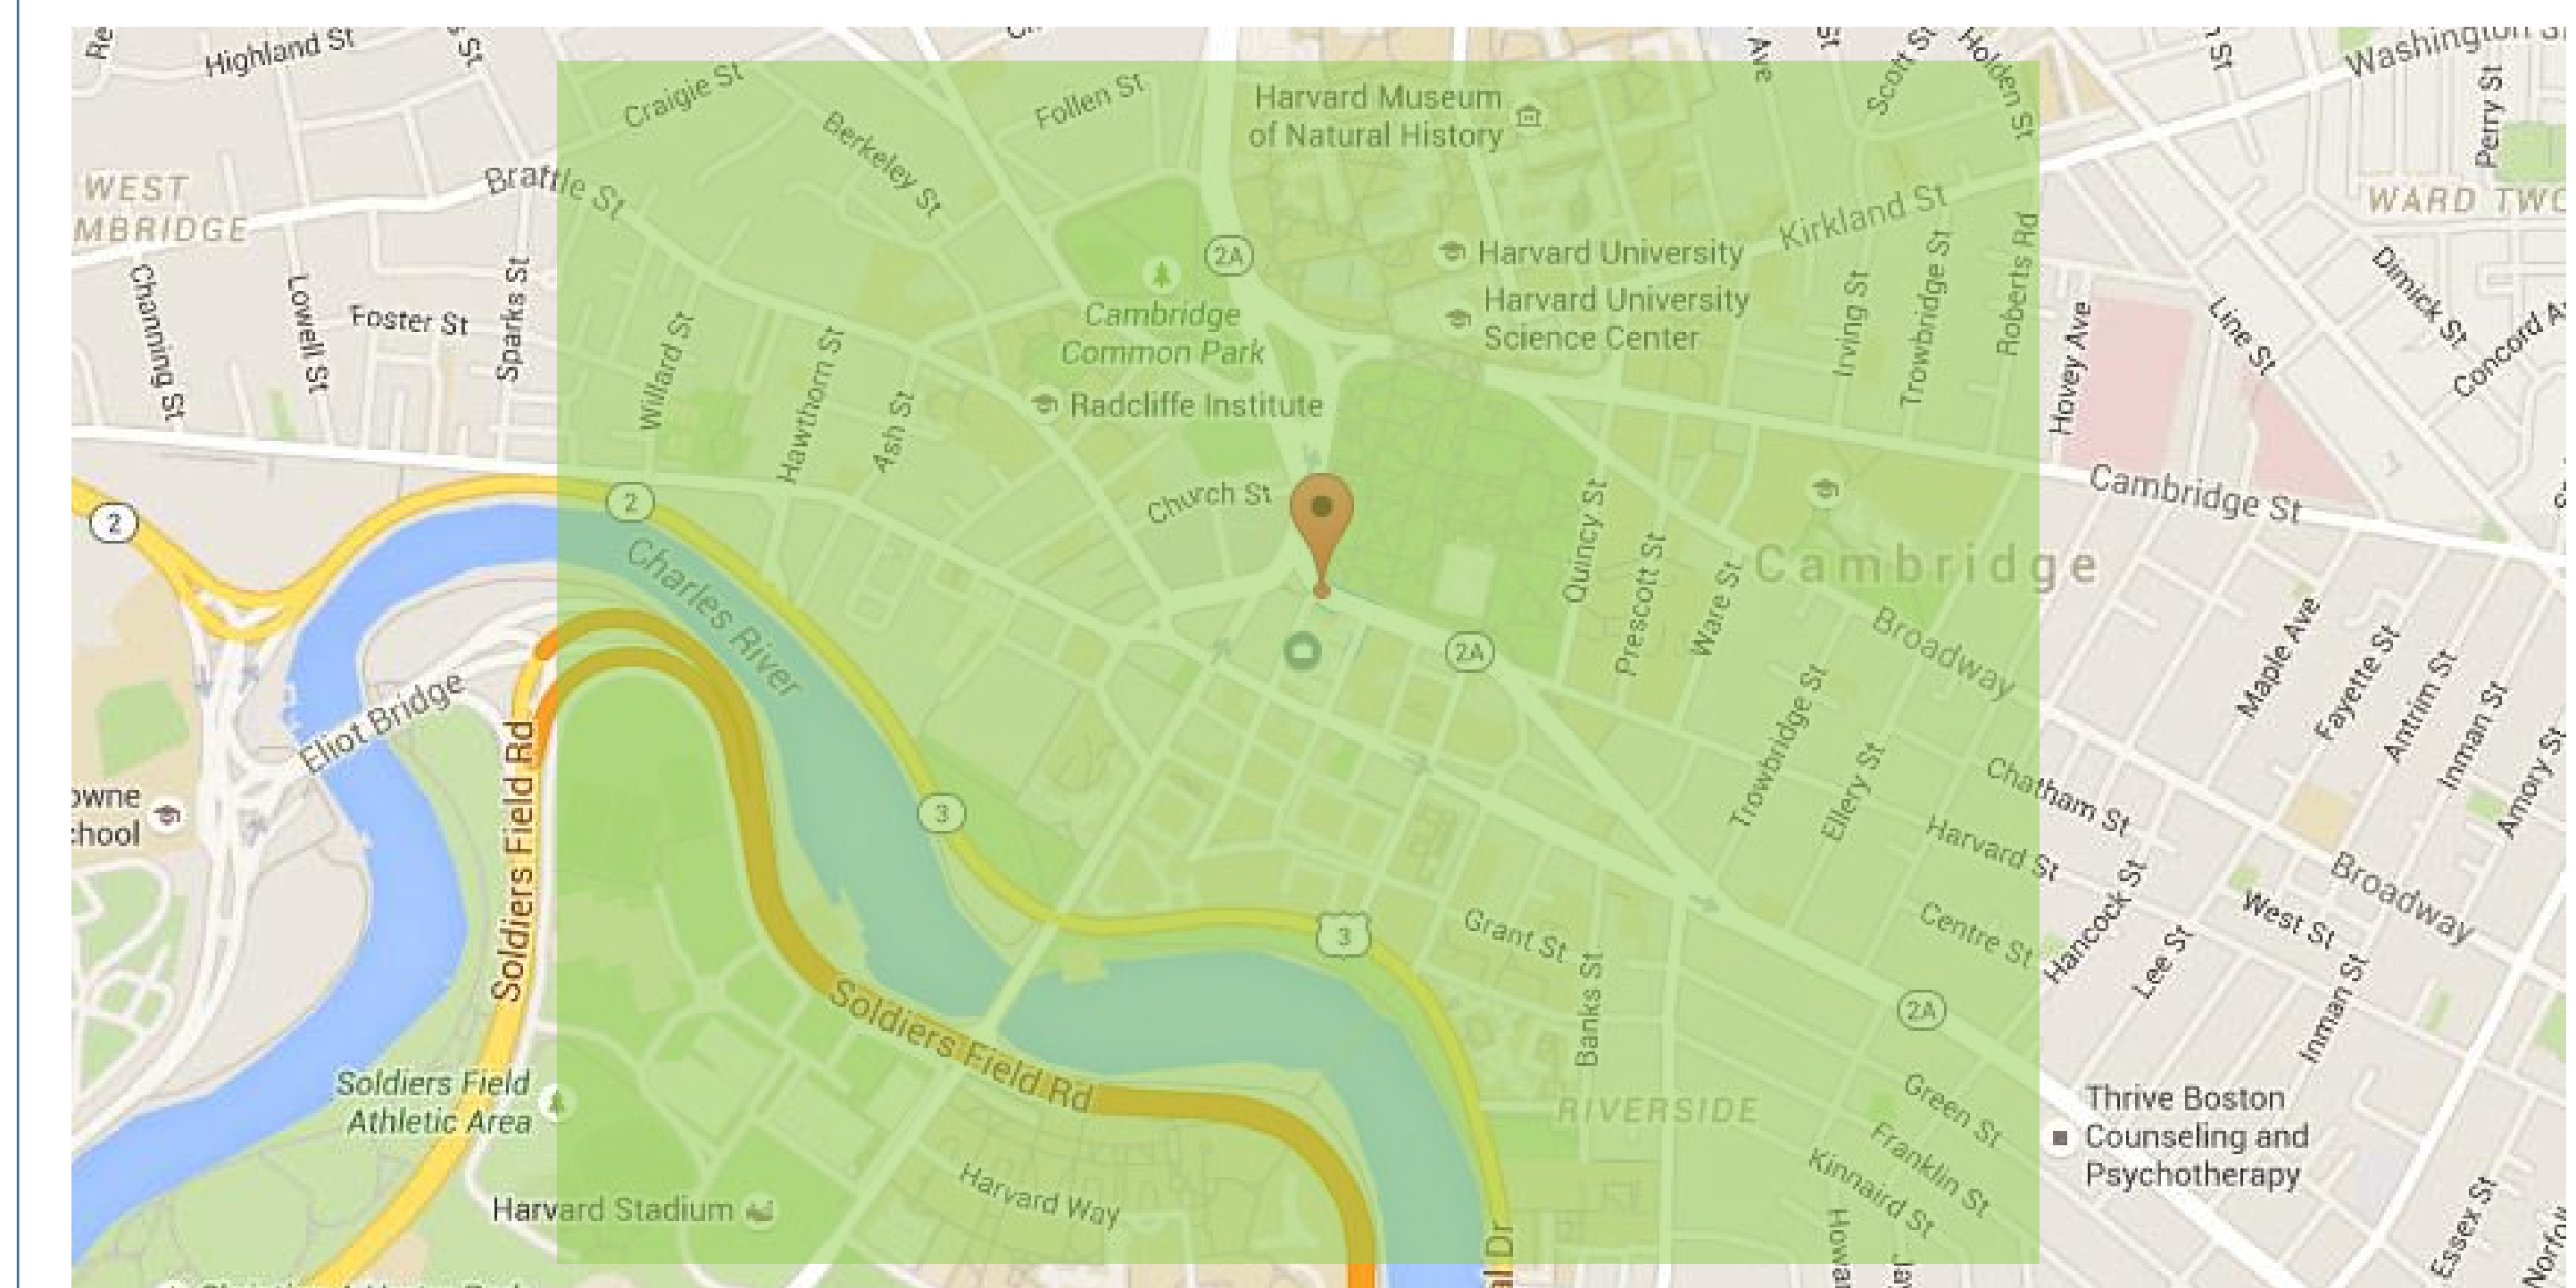 Highland St
St
Craigie St
Follen St
Harvard Museum
of Natural History
Ave
St
Scott St
Holden St
St
Washington St
Perry St
WEST
MBRIDGE
Brattle St
Berkeley St
Kirkland St
WARD TWO
2A
Harvard University
Harvard University
Science Center
Cambridge
Common Park
Radcliffe Institute
Channing St
Lowell St
Foster St
Sparks St
Willard St
Hawthorn St
Ash St
Irving St
Trowbridge St
Roberts Rd
Hovey Ave
Line St
Dimick St
Concord A
Cambridge St
2
2
Church St
Charles River
Quincy St
Prescott St
Ware St
Cambridge
Broadway
2A
Maple Ave
Fayette St
Antrim St
Inman St
Amory St
Eliot Bridge
Soldiers Field Rd
owne
chool
3
Trowbridge St
Ellery St
Chatham St
Harvard St
Broadway
3
Grant St
Banks St
Centre St
Hancock St
Lee St
West St
Inman St
2A
Soldiers Field Rd
RIVERSIDE
Green St
Franklin St
Kinnaird St
Soldiers Field
Athletic Area
Harvard Stadium
Harvard Way
Thrive Boston
Counseling and
Psychotherapy
Essex St
Norfol
al Dr
Howa